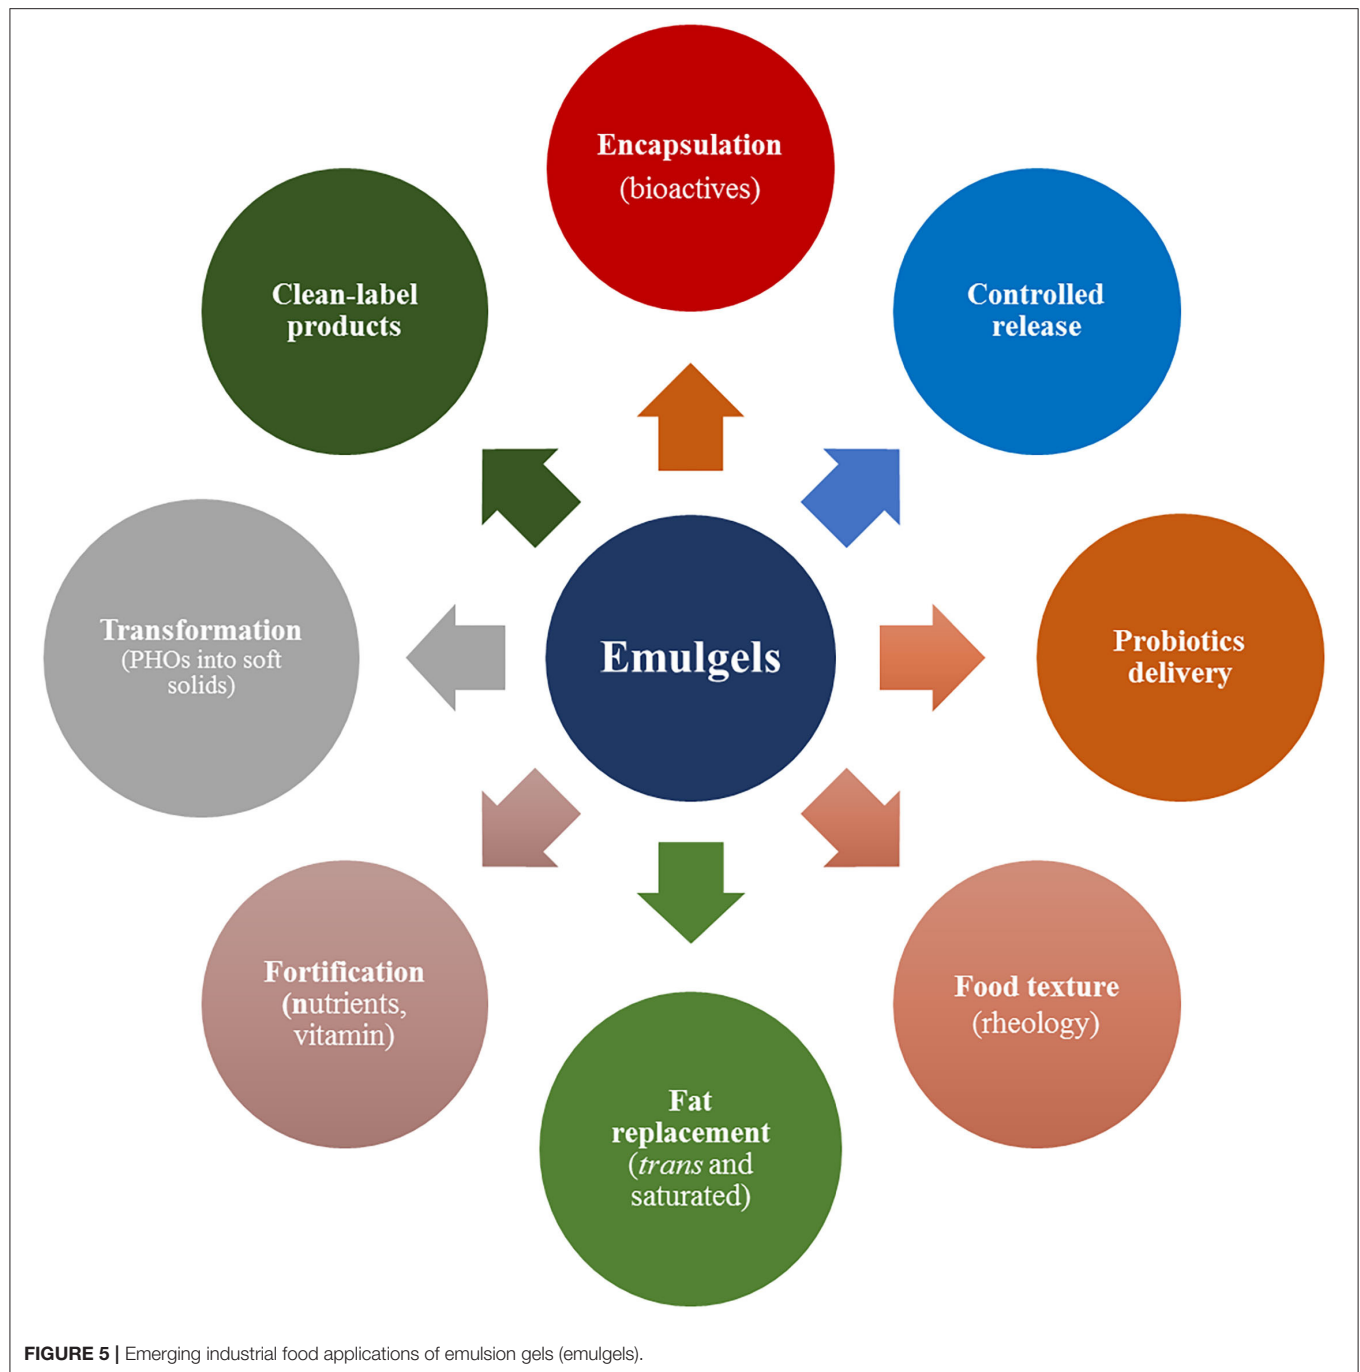 Encapsulation
(bioactives)
Clean-label
products
Controlled
release
Transformation
(PHOs into soft
solids)
Emulgels
Probiotics
delivery
Fortification
(nutrients,
vitamin)
Food texture
(rheology)
Fat
replacement
(trans and
saturated)
FIGURE 5 | Emerging industrial food applications of emulsion gels (emulgels).